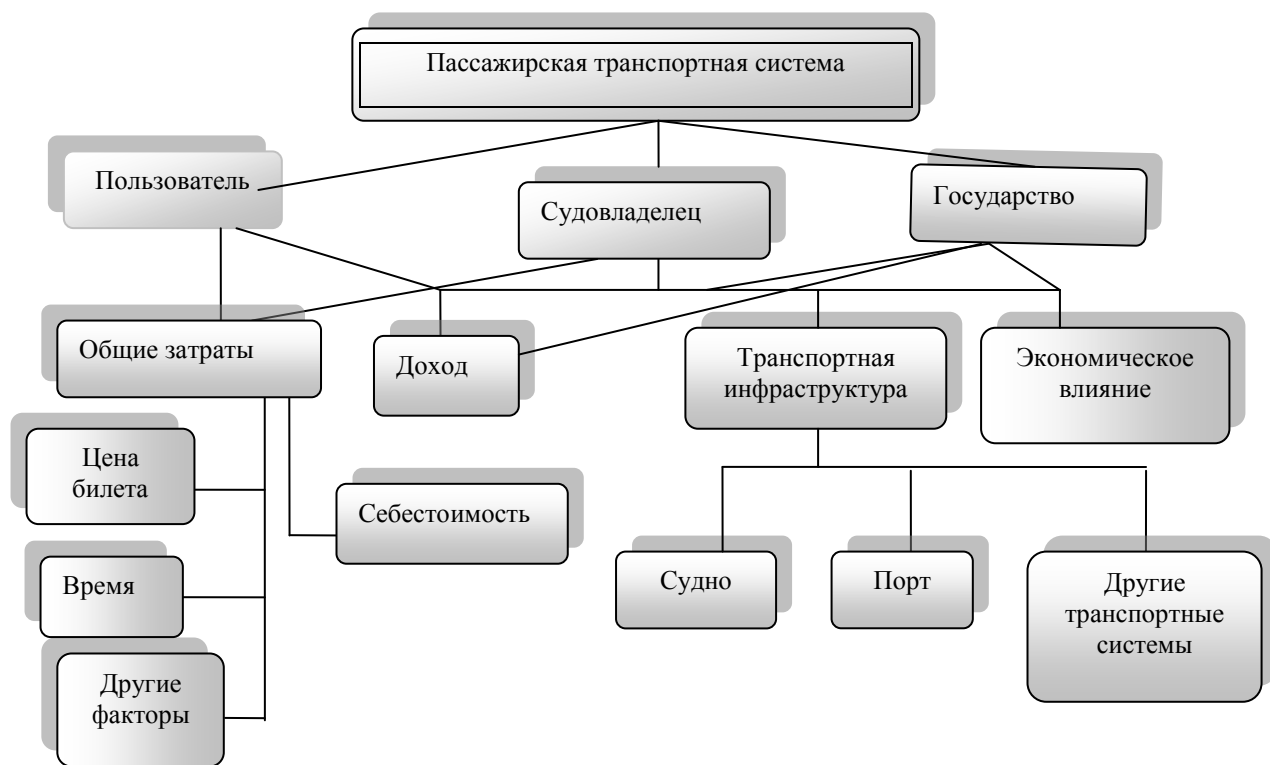 Пассажирская транспортная система
Пользователь
Судовладелец
Государство
Общие затраты
Доход
Транспортная
инфраструктура
Экономическое
влияние
Цена
билета
Себестоимость
Время
Судно
Порт
Другие
транспортные
системы
Другие
факторы